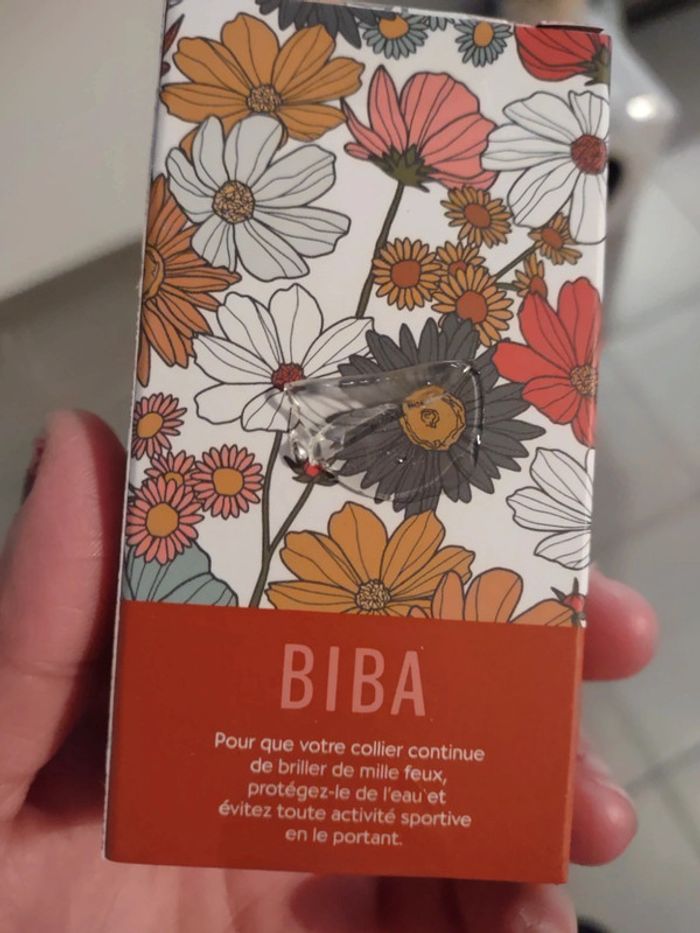 BIBA
Pour que votre collier continue
de briller de mille feux,
protégez-le de l'eau et
évitez toute activité sportive
en le portant.